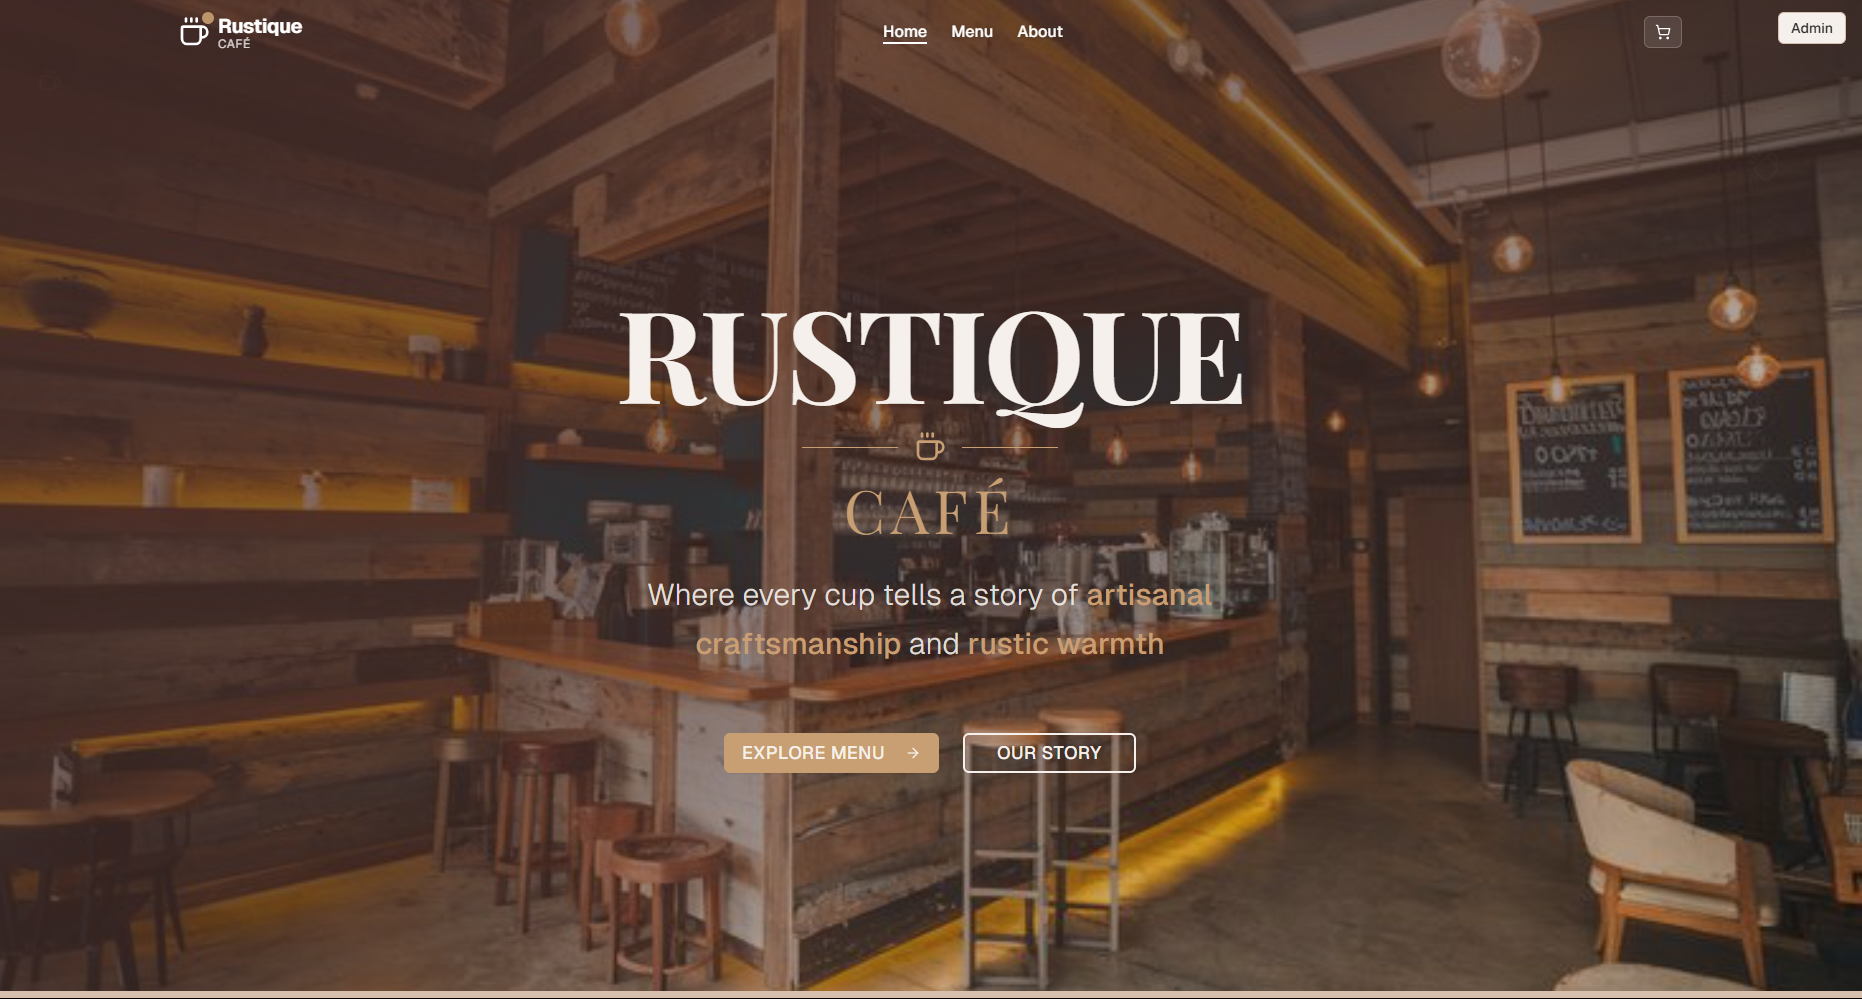 Rustique
CAFÉ
Home Menu About
Admin
RUSTIQUE
CAFÉ
Where every cup tells a story of artisanal
craftsmanship and rustic warmth
EXPLORE MENU
OUR STORY